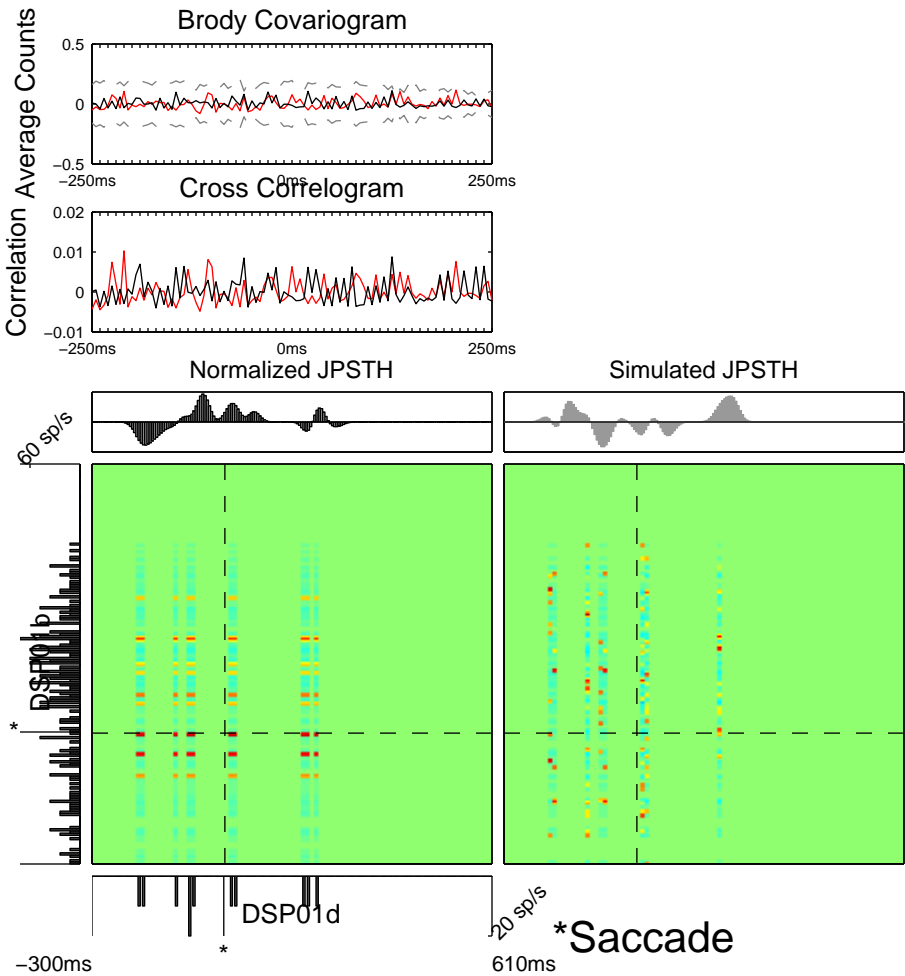 Brody Covariogram
0.5
0
−0.5
Average Counts
−250ms
0ms
250ms
Cross Correlogram
0.02
0.01
0
−0.01
Correlation
−250ms
0ms
250ms
Normalized JPSTH
Simulated JPSTH
60 sp/s
DSP01b
*
DSP01d
*
20 sp/s
*Saccade
−300ms
610ms